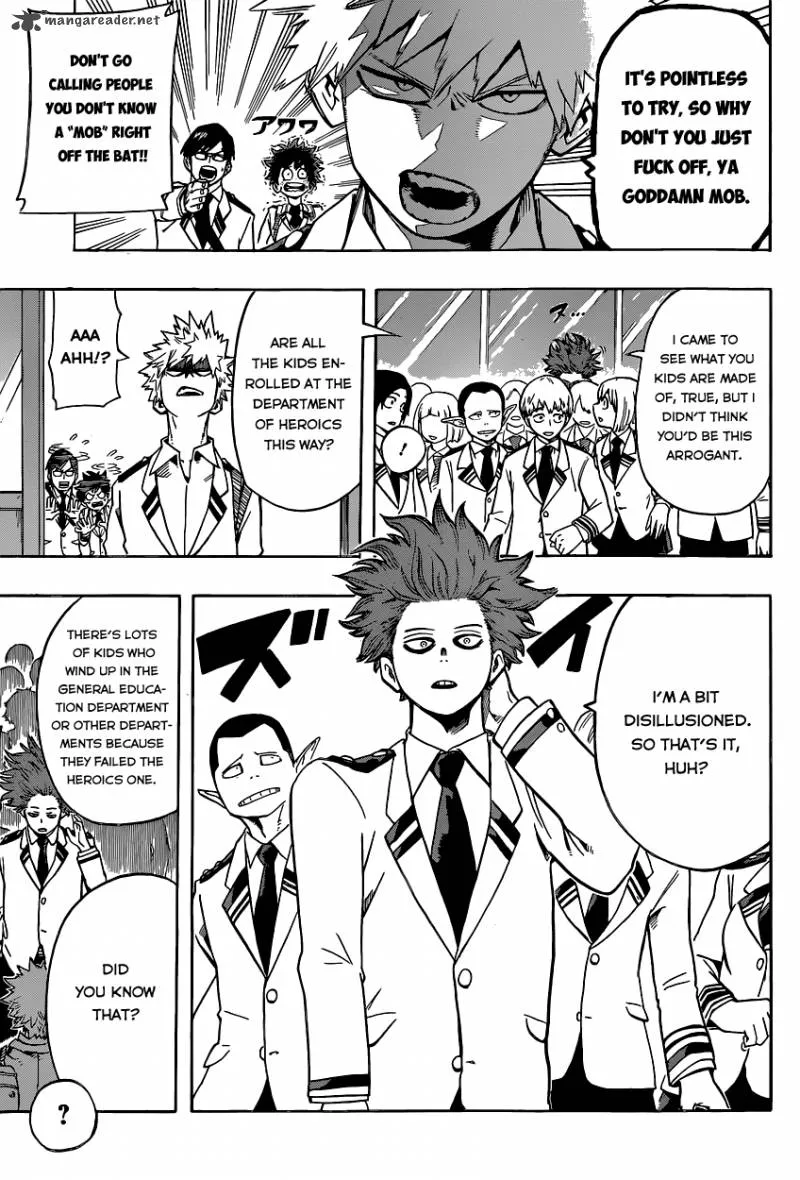 mangareader.net
IT'S POINTLESS
TO TRY, SO WHY
DON'T YOU JUST
FUCK OFF, YA
GODDAMN MOB.
DON'T GO
CALLING PEOPLE
YOU DON'T KNOW
A "MOB" RIGHT
OFF THE BAT!!
アワワ
I CAME TO
SEE WHAT YOU
KIDS ARE MADE
OF, TRUE, BUT I
DIDN'T THINK
YOU'D BE THIS
ARROGANT.
ヌ...
!
ARE ALL
THE KIDS EN-
ROLLED AT THE
DEPARTMENT
OF HEROICS
THIS WAY?
AAA
AHH!?
I'M A BIT
DISILLUSIONED.
SO THAT'S IT,
HUH?
ズイ
THERE'S LOTS
OF KIDS WHO
WIND UP IN THE
GENERAL EDUCA-
TION DEPARTMENT
OR OTHER DEPART-
MENTS BECAUSE
THEY FAILED THE
HEROICS ONE.
DID
YOU KNOW
THAT?
?